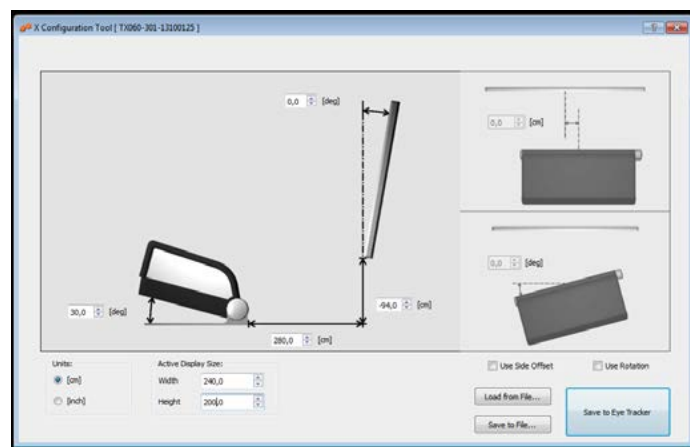 X Configuration Tool [ TX060-301-13100125 ]
0,0 [deg]
0,0 [cm]
0,0 [deg]
30,0 [deg]
-94,0 [cm]
280,0 [cm]
Units:
[cm]
[inch]
Active Display Size:
Width 240,0
Height 200,0
Use Side Offset
Use Rotation
Load from File...
Save to File...
Save to Eye Tracker